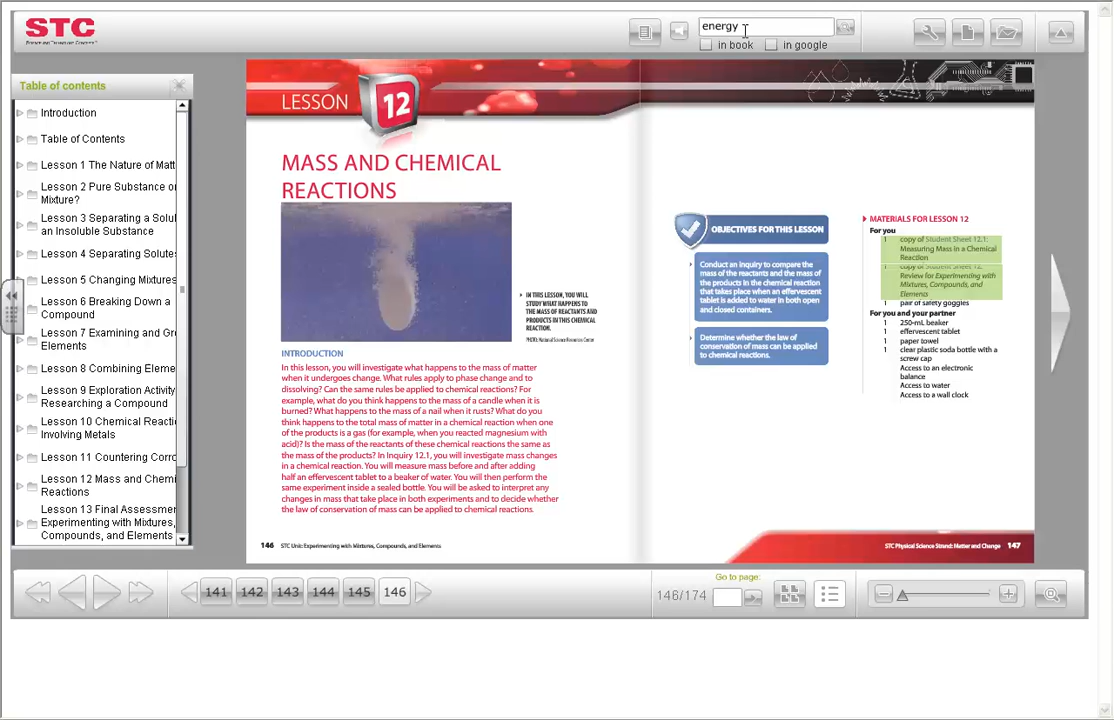 STC
energy
in book
in google
Table of contents
Introduction
Table of Contents
Lesson 1 The Nature of Matt
Lesson 2 Pure Substance or
Mixture?
Lesson 3 Separating a Solul
an Insoluble Substance
Lesson 4 Separating Solutes
Lesson 5 Changing Mixtures
Lesson 6 Breaking Down a
Compound
Lesson 7 Examining and Gro
Elements
Lesson 8 Combining Eleme
Lesson 9 Exploration Activity
Researching a Compound
Lesson 10 Chemical Reactio
Involving Metals
Lesson 11 Countering Corro
Lesson 12 Mass and Chemi
Reactions
Lesson 13 Final Assessmer
Experimenting with Mixtures,
Compounds, and Elements
LESSON 12
MASS AND CHEMICAL
REACTIONS
IN THIS LESSON, YOU WILL
STUDY WHAT HAPPENS TO
THE MASS OF REACTANTS AND
PRODUCTS IN THIS CHEMICAL
REACTION.
PHOTO: National Science Resources Center
INTRODUCTION
In this lesson, you will investigate what happens to the mass of matter
when it undergoes change. What rules apply to phase change and to
dissolving? Can the same rules be applied to chemical reactions? For
example, what do you think happens to the mass of a candle when it is
burned? What happens to the mass of a nail when it rusts? What do you
think happens to the total mass of matter in a chemical reaction when one
of the products is a gas (for example, when you reacted magnesium with
acid)? Is the mass of the reactants of these chemical reactions the same as
the mass of the products? In Inquiry 12.1, you will investigate mass changes
in a chemical reaction. You will measure mass before and after adding
half an effervescent tablet to a beaker of water. You will then perform the
same experiment inside a sealed bottle. You will be asked to interpret any
changes in mass that take place in both experiments and to decide whether
the law of conservation of mass can be applied to chemical reactions.
146 STC Unit: Experimenting with Mixtures, Compounds, and Elements
OBJECTIVES FOR THIS LESSON
Conduct an inquiry to compare the
mass of the reactants and the mass
of the products in the chemical reaction
that takes place when an effervescent
tablet is added to water in both open
and closed containers.
Determine whether the law of
conservation of mass can be applied
to chemical reactions.
MATERIALS FOR LESSON 12
For you
1 copy of Student Sheet 12.1:
Measuring Mass in a Chemical
Reaction
1 copy of Student Sheet 12:
Review for Experimenting with
Mixtures, Compounds, and
Elements
1 pair of safety goggles
For you and your partner
1 250-mL beaker
1 effervescent tablet
1 paper towel
1 clear plastic soda bottle with a
screw cap
Access to an electronic
balance
Access to water
Access to a wall clock
STC Physical Science Strand: Matter and Change 147
141 142 143 144 145 146
146/174
Go to page: